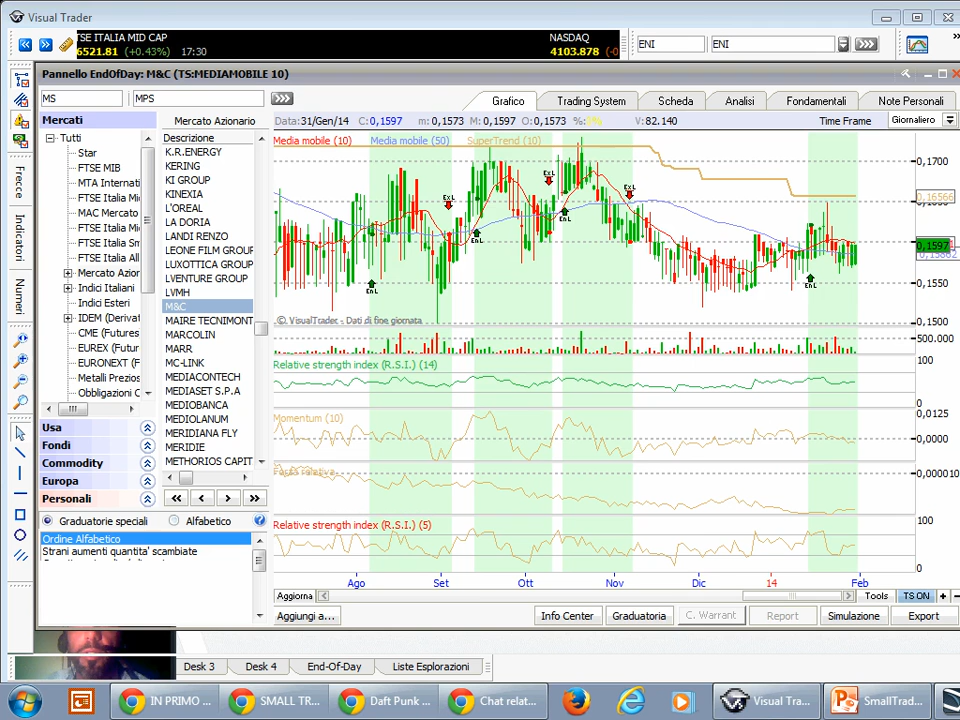 Visual Trader
TSE ITALIA MID CAP
6521.81 (+0.43%) 17:30
NASDAQ
4103.878 (-0
ENI
ENI
Pannello EndOfDay: M&C (TS:MEDIAMOBILE 10)
MS
MPS
Grafico
Trading System
Scheda
Analisi
Fondamentali
Note Personali
Mercati
Mercato Azionario
Data:31/Gen/14 C:0,1597 m:0,1573 M:0,1597 O:0,1573 %: V:82.140
Time Frame
Giornaliero
Tutti
Star
FTSE MIB
MTA Internati
FTSE Italia Mi
MAC Mercato
FTSE Italia Mi
FTSE Italia Sm
FTSE Italia All
Mercato Azior
Indici Italiani
Indici Esteri
IDEM (Derivat
CME (Futures
EUREX (Futur
EURONEXT (F
Metalli Prezios
Obbligazioni C
Usa
Fondi
Commodity
Europa
Personali
Descrizione
K.R.ENERGY
KERING
KI GROUP
KINEXIA
L'OREAL
LA DORIA
LANDI RENZO
LEONE FILM GROUP
LUXOTTICA GROUP
LVENTURE GROUP
LVMH
M&C
MAIRE TECNIMONT
MARCOLIN
MARR
MC-LINK
MEDIACONTECH
MEDIASET S.P.A
MEDIOBANCA
MEDIOLANUM
MERIDIANA FLY
MERIDIE
METHORIOS CAPIT
Frecce
Indicatori
Numeri
Graduatorie speciali
Alfabetico
Ordine Alfabetico
Strani aumenti quantita' scambiate
Media mobile (10)
Media mobile (50)
SuperTrend (10)
ExL
ExL
ExL
EnL
EnL
EnL
EnL
0,1700
0,16566
0,1597
0,1550
0,1500
© VisualTrader - Dati di fine giornata
500.000
Relative strength index (R.S.I.) (14)
100
0
Momentum (10)
0,0125
0,0000
Forza relativa
0,000010
Relative strength index (R.S.I.) (5)
100
0
Ago
Set
Ott
Nov
Dic
14
Feb
Aggiorna
Tools
TS ON
Aggiungi a...
Info Center
Graduatoria
C. Warrant
Report
Simulazione
Export
Desk 3
Desk 4
End-Of-Day
Liste Esplorazioni
IN PRIMO ...
SMALL TR...
Daft Punk ...
Chat relat...
Visual Tra...
SmallTrad...